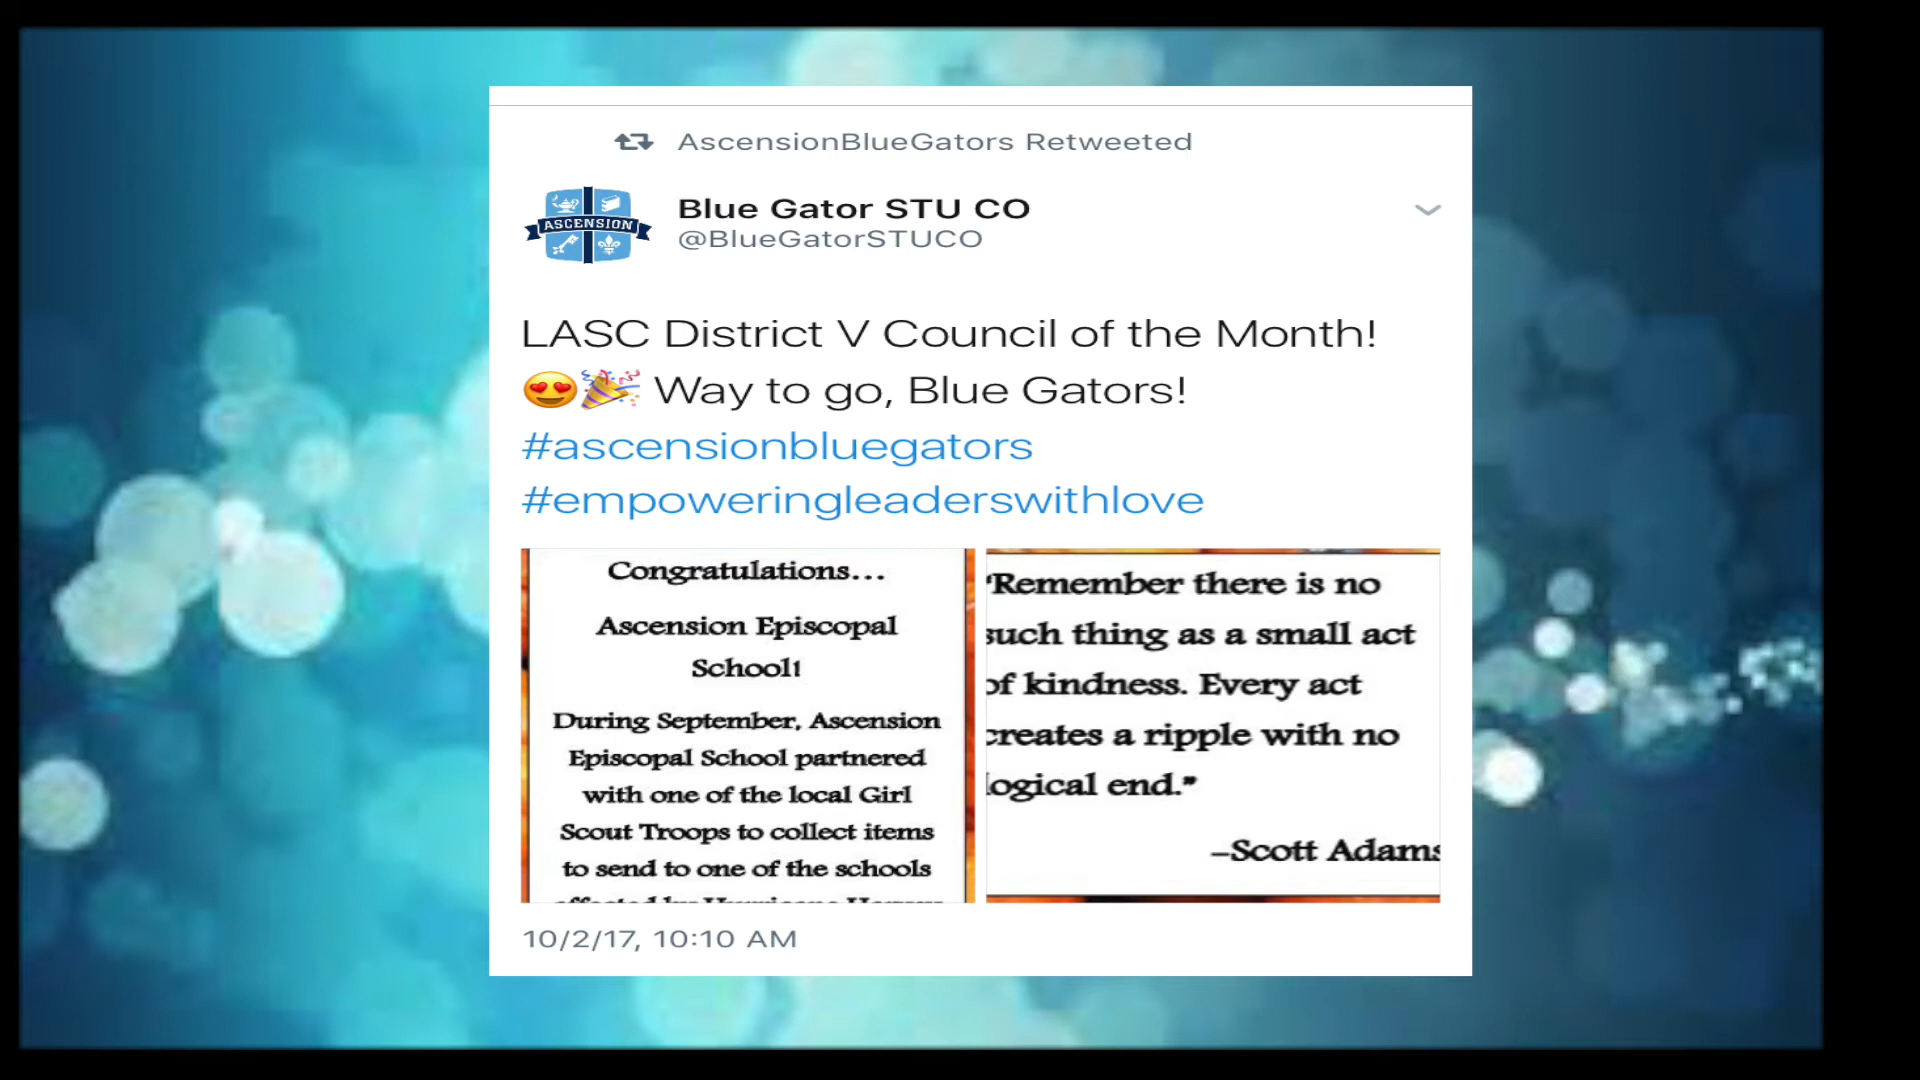 AscensionBlueGators Retweeted
ASCENSION
Blue Gator STU CO
@BlueGatorSTUCO
LASC District V Council of the Month!
😍🎉 Way to go, Blue Gators!
#ascensionbluegators
#empoweringleaderswithlove
Congratulations…
Ascension Episcopal
School!
During September, Ascension
Episcopal School partnered
with one of the local Girl
Scout Troops to collect items
to send to one of the schools
"Remember there is no
such thing as a small act
of kindness. Every act
creates a ripple with no
logical end."
–Scott Adams
10/2/17, 10:10 AM